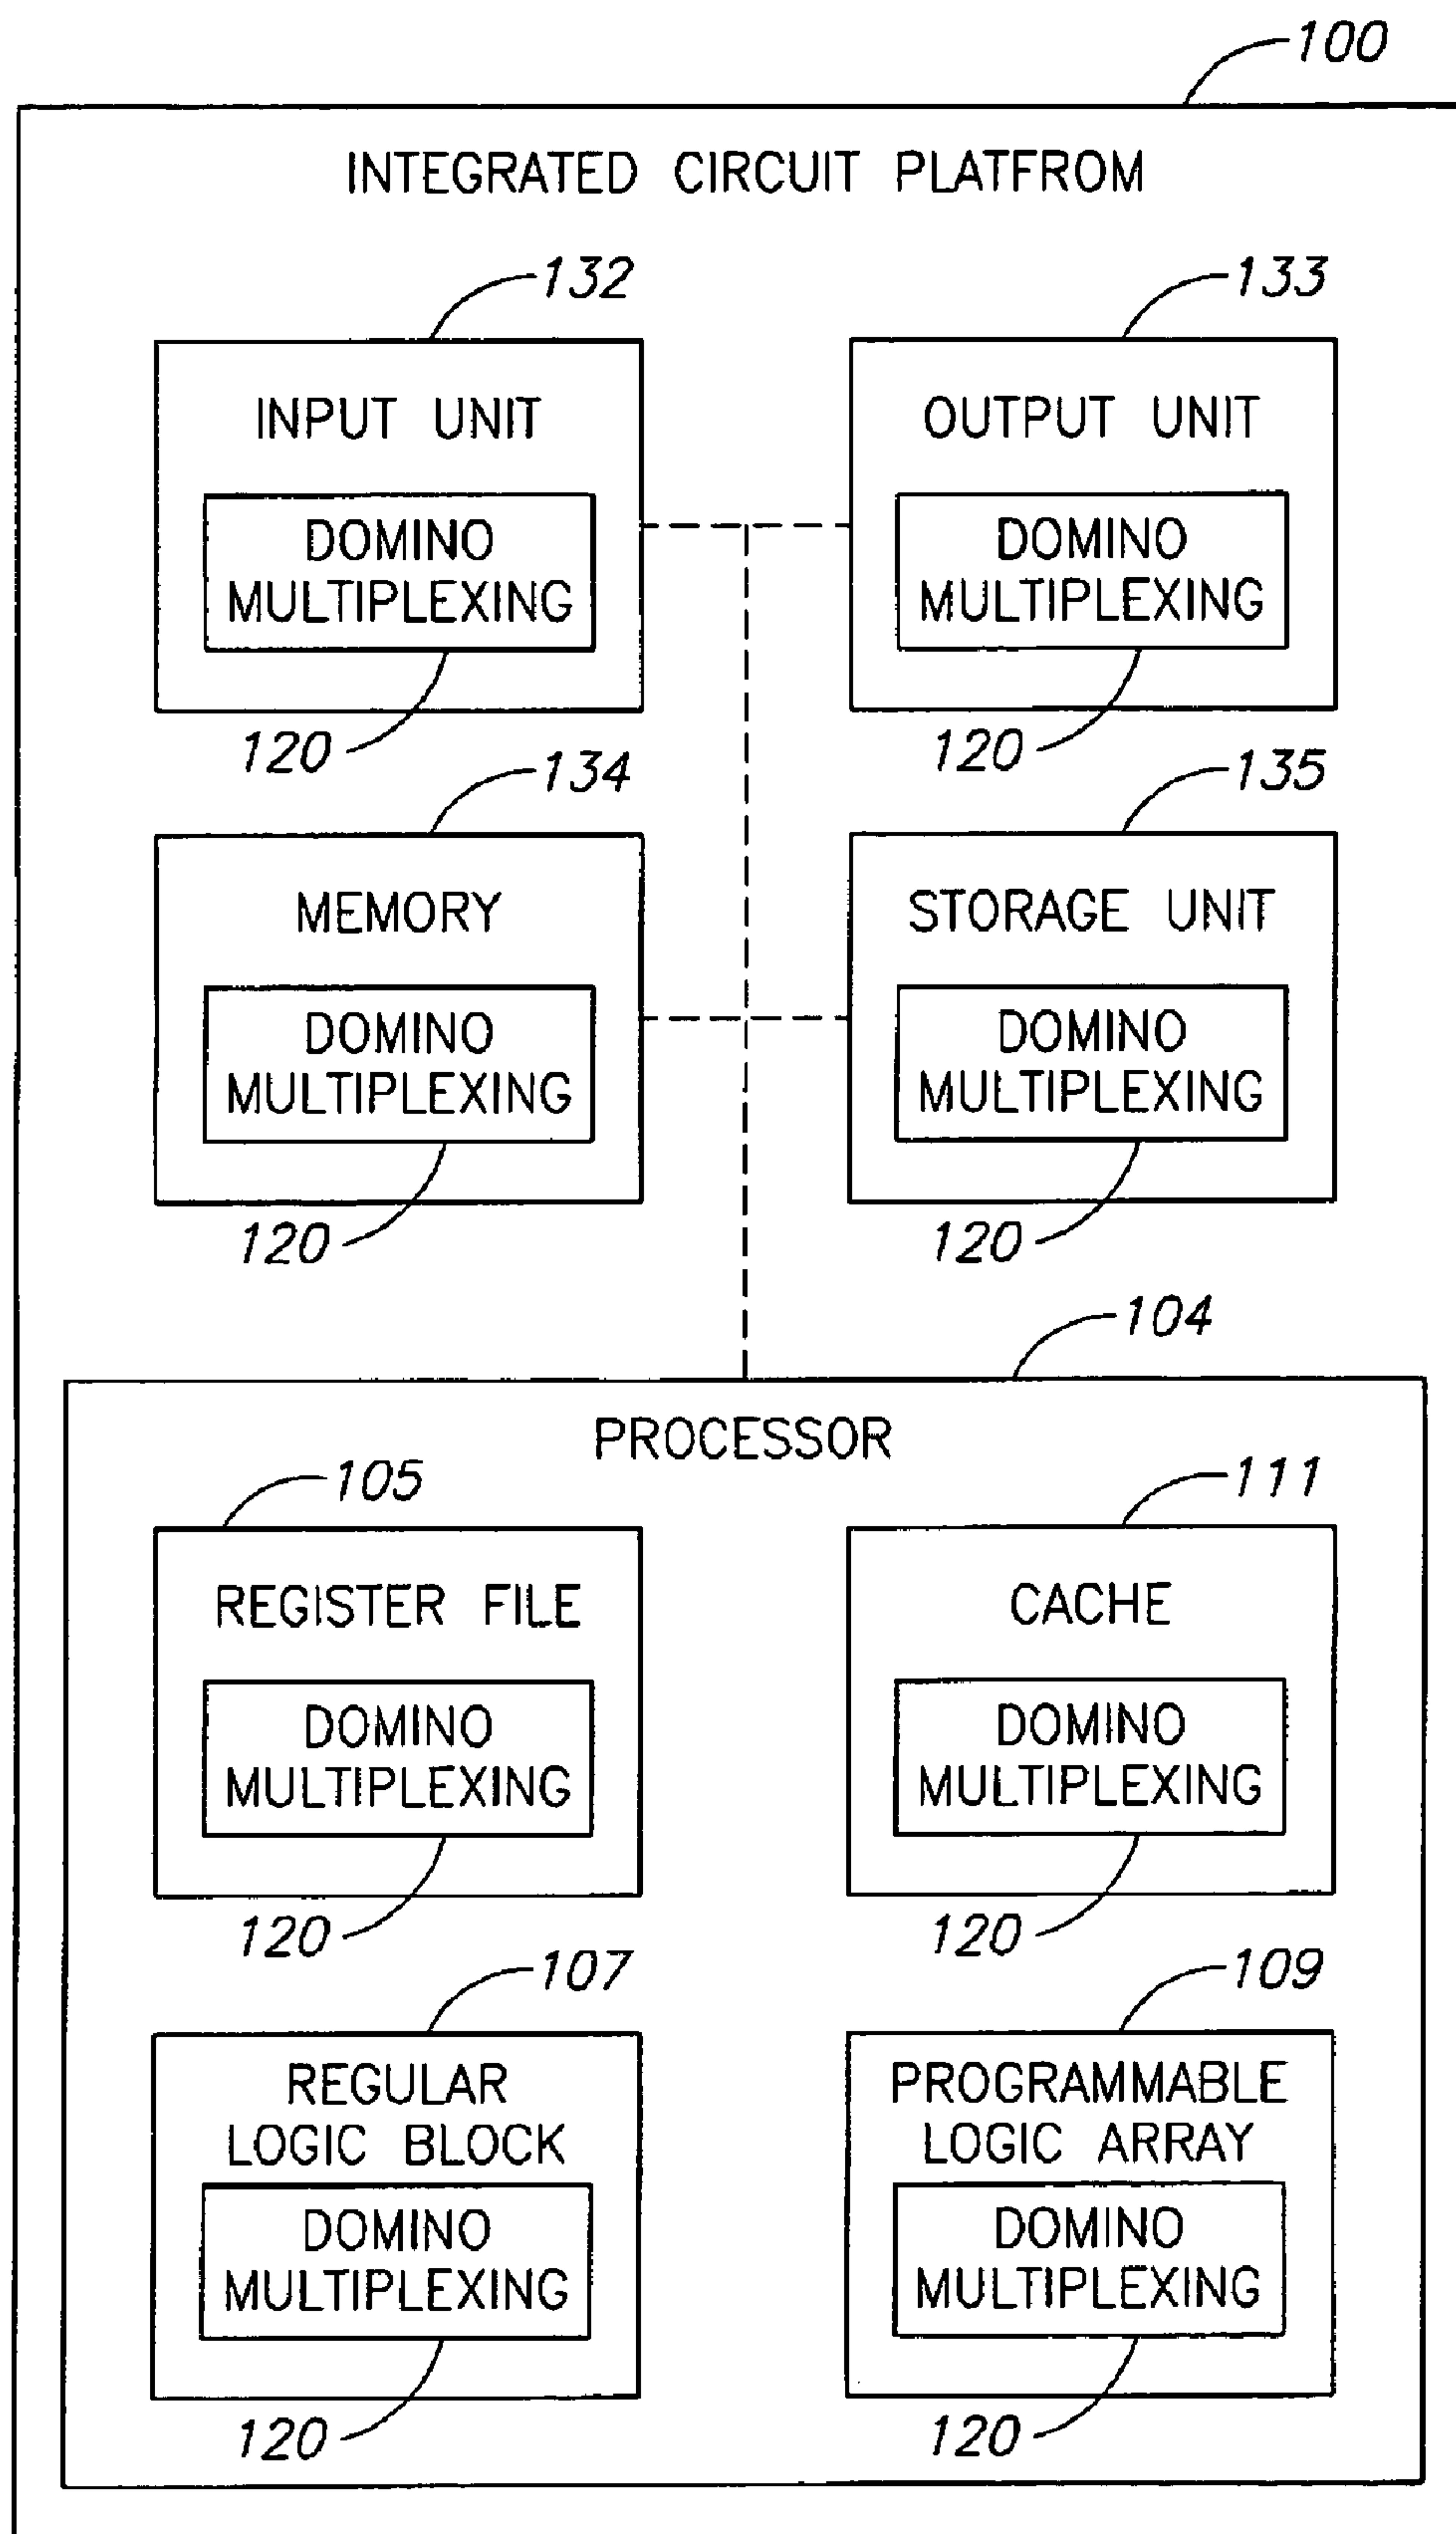 100
INTEGRATED CIRCUIT PLATFROM
132
133
INPUT UNIT
OUTPUT UNIT
DOMINO
MULTIPLEXING
DOMINO
MULTIPLEXING
120
120
134
135
MEMORY
STORAGE UNIT
DOMINO
MULTIPLEXING
DOMINO
MULTIPLEXING
120
120
104
PROCESSOR
105
111
REGISTER FILE
CACHE
DOMINO
MULTIPLEXING
DOMINO
MULTIPLEXING
120
120
107
109
REGULAR
LOGIC BLOCK
PROGRAMMABLE
LOGIC ARRAY
DOMINO
MULTIPLEXING
DOMINO
MULTIPLEXING
120
120